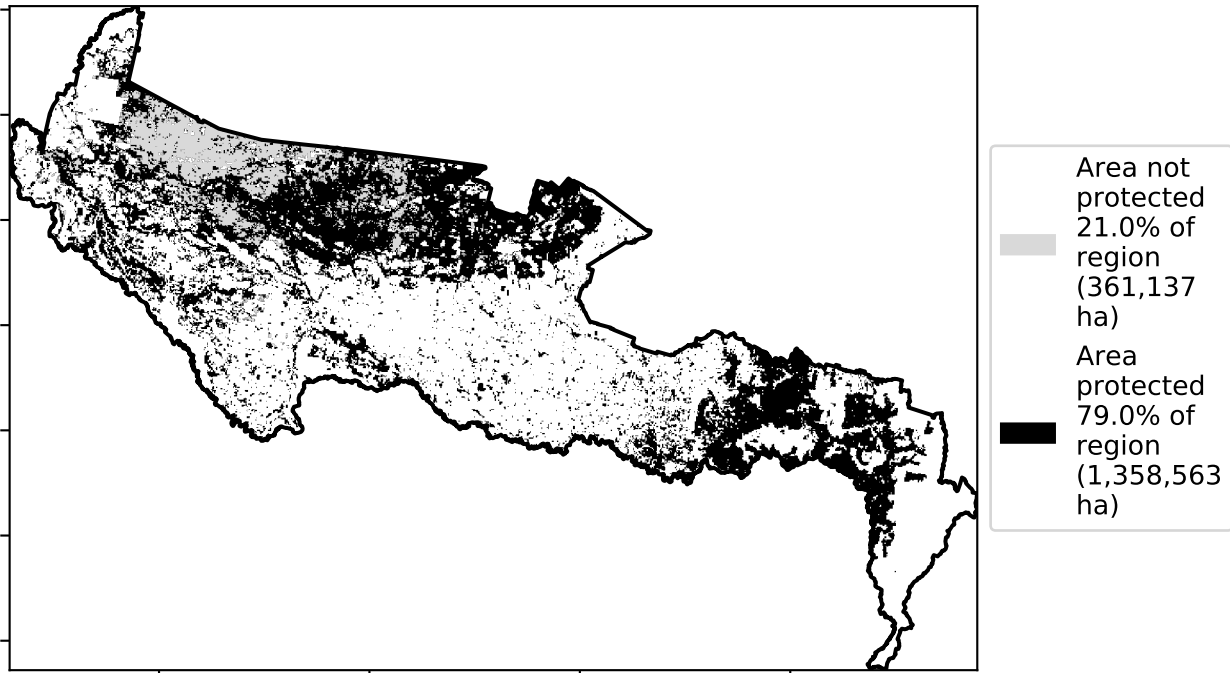 Area not
protected
21.0% of
region
(361,137
ha)
Area
protected
79.0% of
region
(1,358,563
ha)